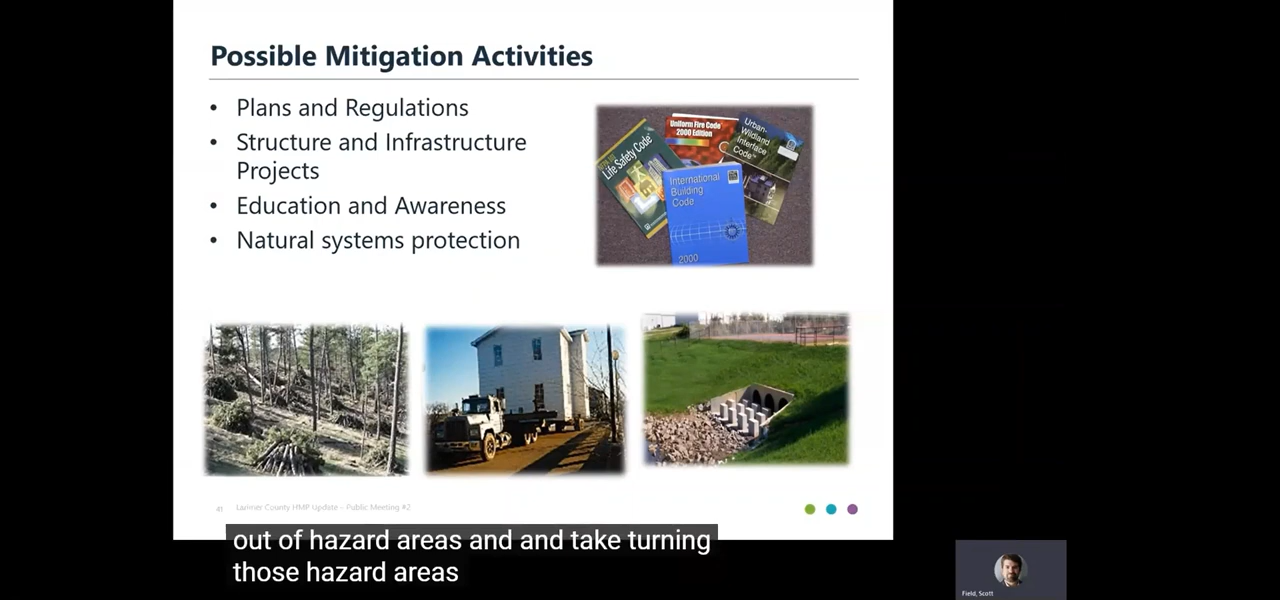 Possible Mitigation Activities
• Plans and Regulations
• Structure and Infrastructure
Projects
• Education and Awareness
• Natural systems protection
Life Safety Code
Uniform Fire Code
2000 Edition
Urban-
Wildland
Interface
Code
International
Building
Code
2000
41 Larimer County HMP Update – Public Meeting #2
out of hazard areas and and take turning
those hazard areas
Field, Scott